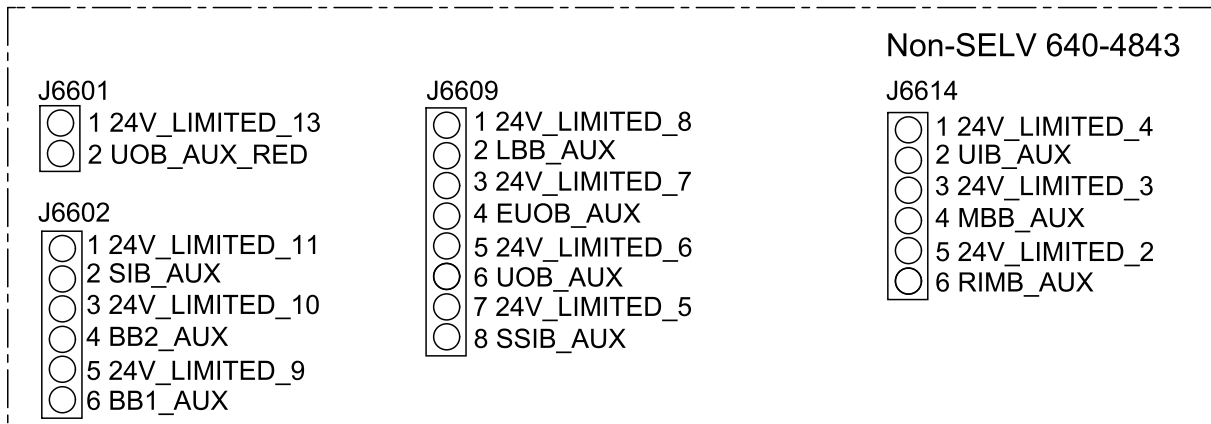 Non-SELV 640-4843
J6601
1 24V_LIMITED_13
2 UOB_AUX_RED
J6602
1 24V_LIMITED_11
2 SIB_AUX
3 24V_LIMITED_10
4 BB2_AUX
5 24V_LIMITED_9
6 BB1_AUX
J6609
1 24V_LIMITED_8
2 LBB_AUX
3 24V_LIMITED_7
4 EUOB_AUX
5 24V_LIMITED_6
6 UOB_AUX
7 24V_LIMITED_5
8 SSIB_AUX
J6614
1 24V_LIMITED_4
2 UIB_AUX
3 24V_LIMITED_3
4 MBB_AUX
5 24V_LIMITED_2
6 RIMB_AUX